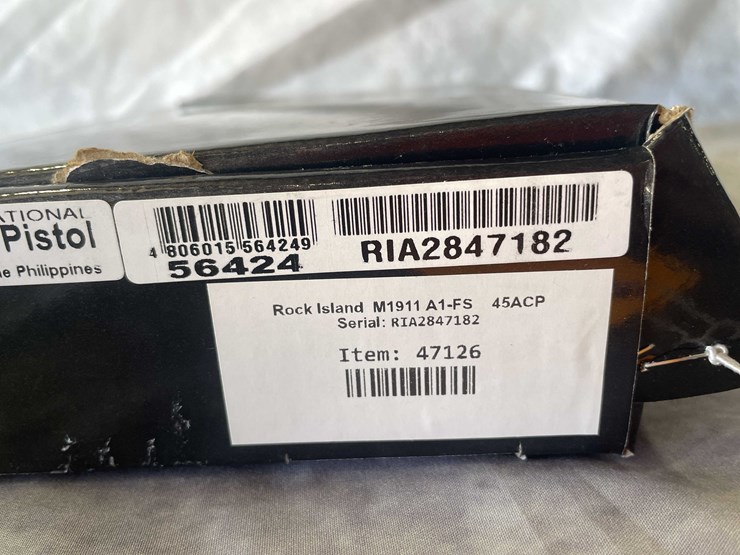 ATIONAL
Pistol
e Philippines
4 806015 564249
56424
RIA2847182
Rock Island M1911 A1-FS 45ACP
Serial: RIA2847182
Item: 47126